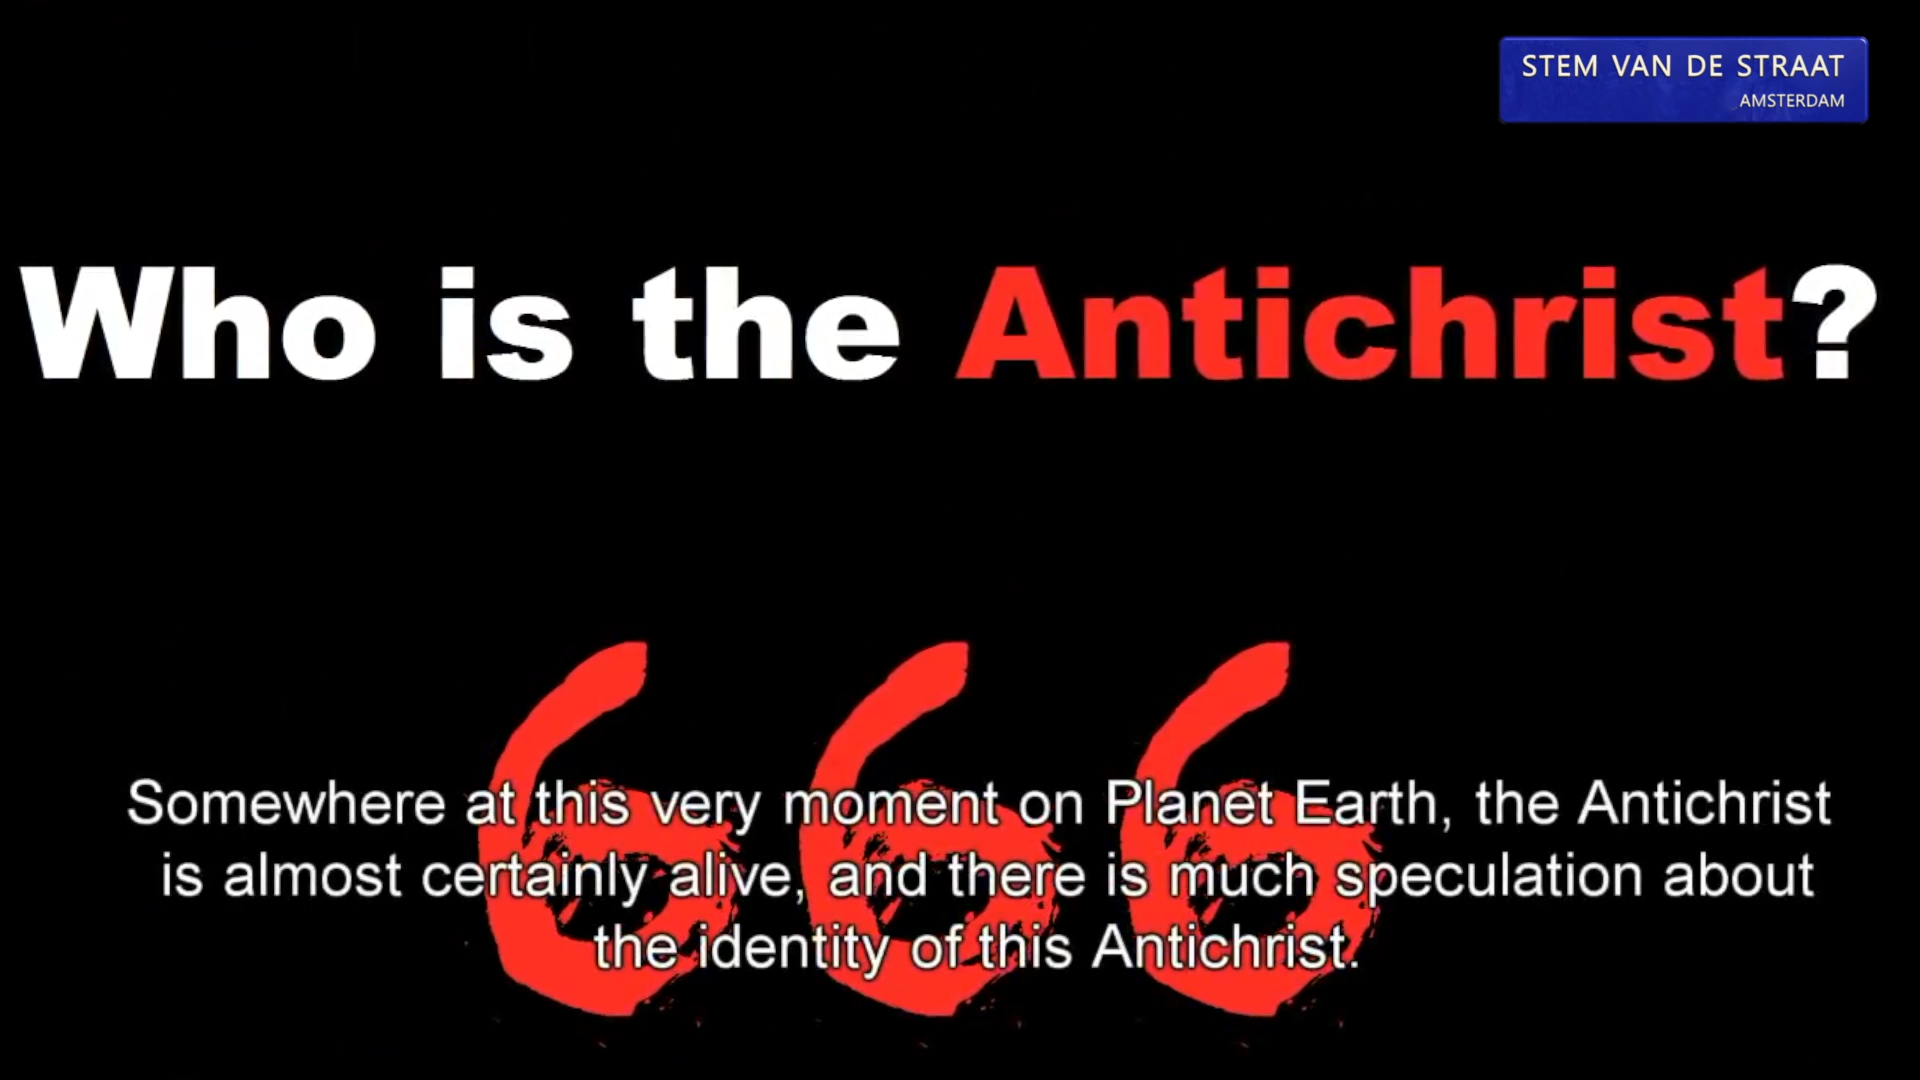 STEM VAN DE STRAAT
AMSTERDAM
Who is the Antichrist?
666
Somewhere at this very moment on Planet Earth, the Antichrist
is almost certainly alive, and there is much speculation about
the identity of this Antichrist.